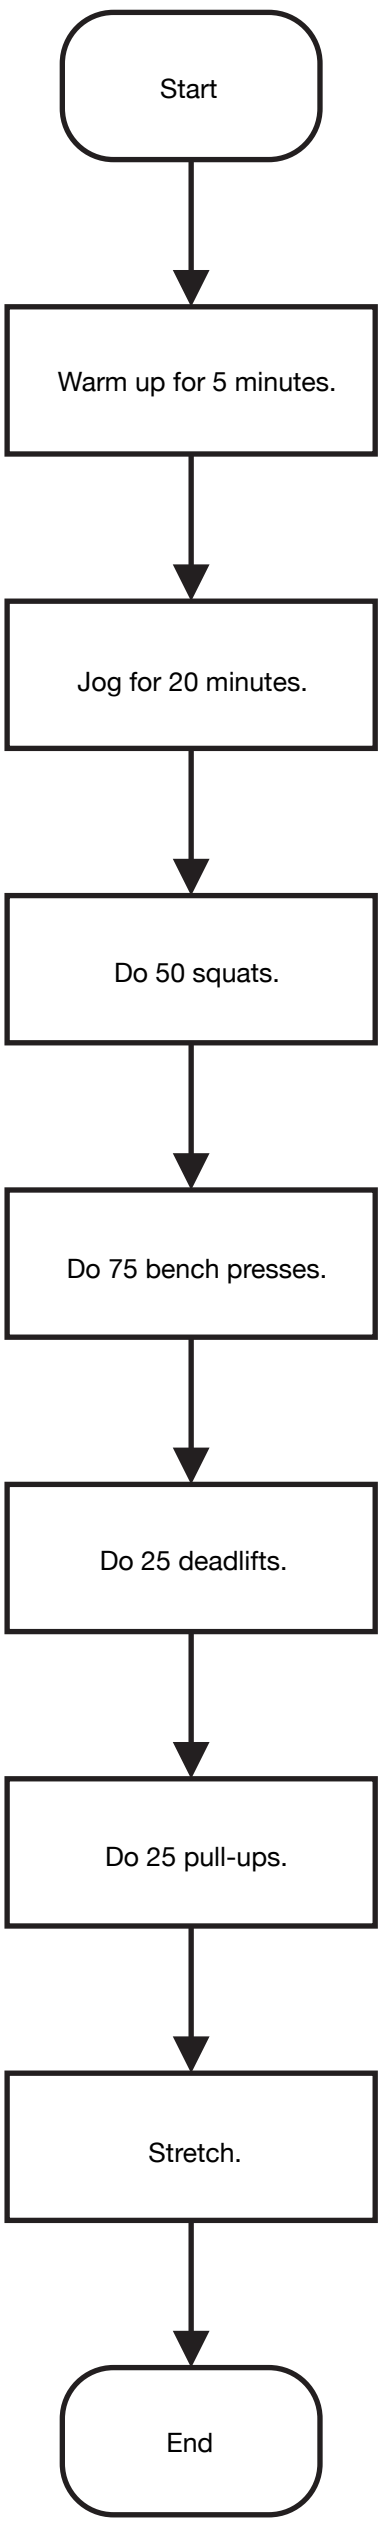 Start
Warm up for 5 minutes.
Jog for 20 minutes.
Do 50 squats.
Do 75 bench presses.
Do 25 deadlifts.
Do 25 pull-ups.
Stretch.
End